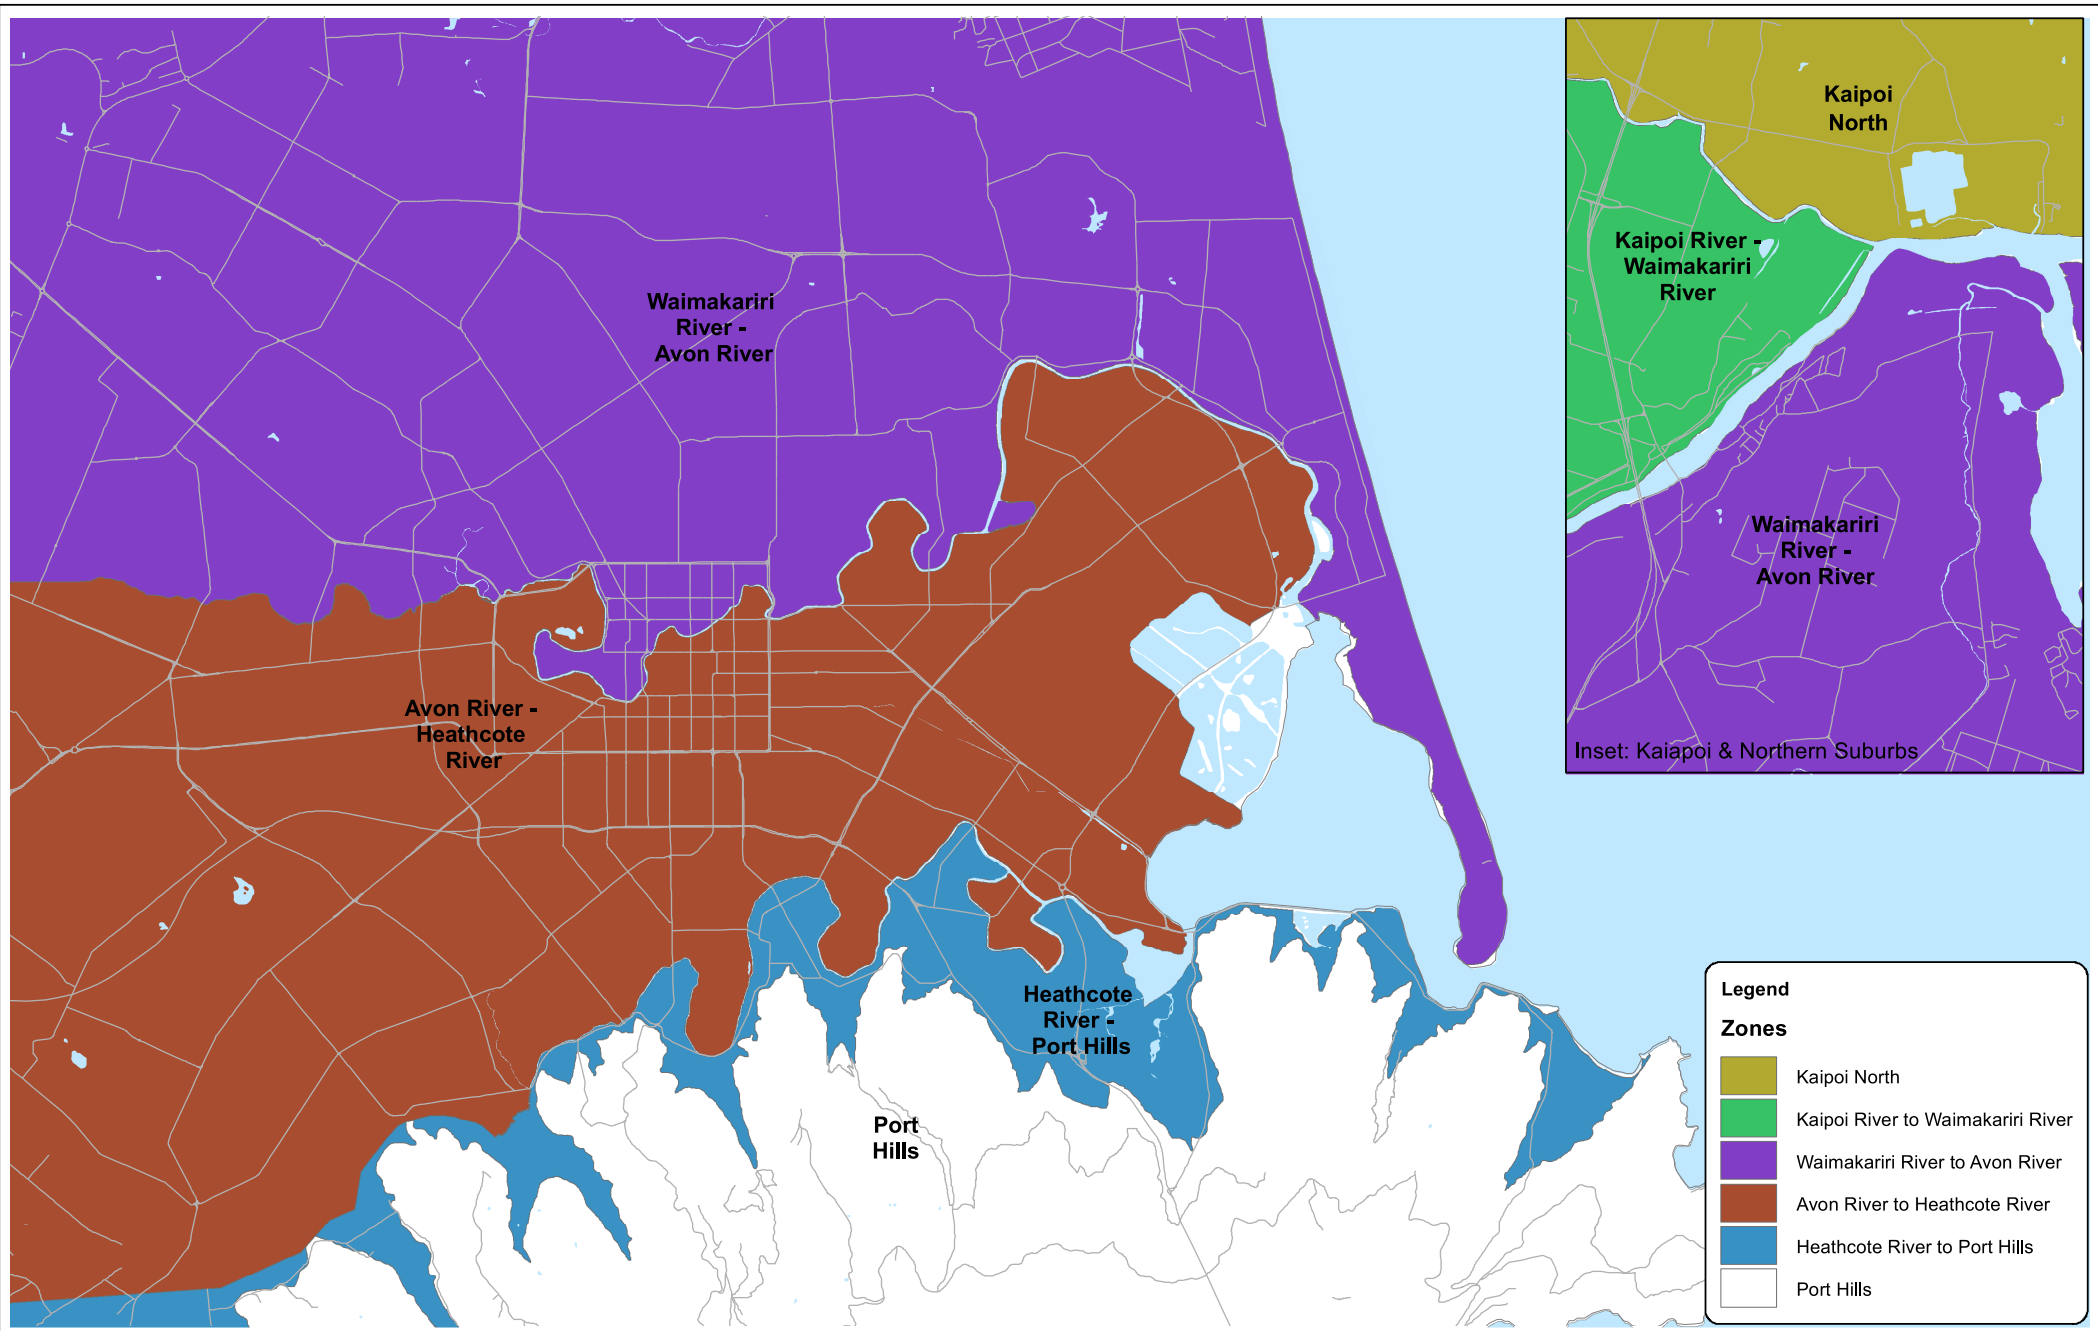 Waimakariri
River -
Avon River
Avon River -
Heathcote
River
Heathcote
River -
Port Hills
Port
Hills
Kaipoi
North
Kaipoi River -
Waimakariri
River
Waimakariri
River -
Avon River
Inset: Kaiapoi & Northern Suburbs
Legend
Zones
Kaipoi North
Kaipoi River to Waimakariri River
Waimakariri River to Avon River
Avon River to Heathcote River
Heathcote River to Port Hills
Port Hills